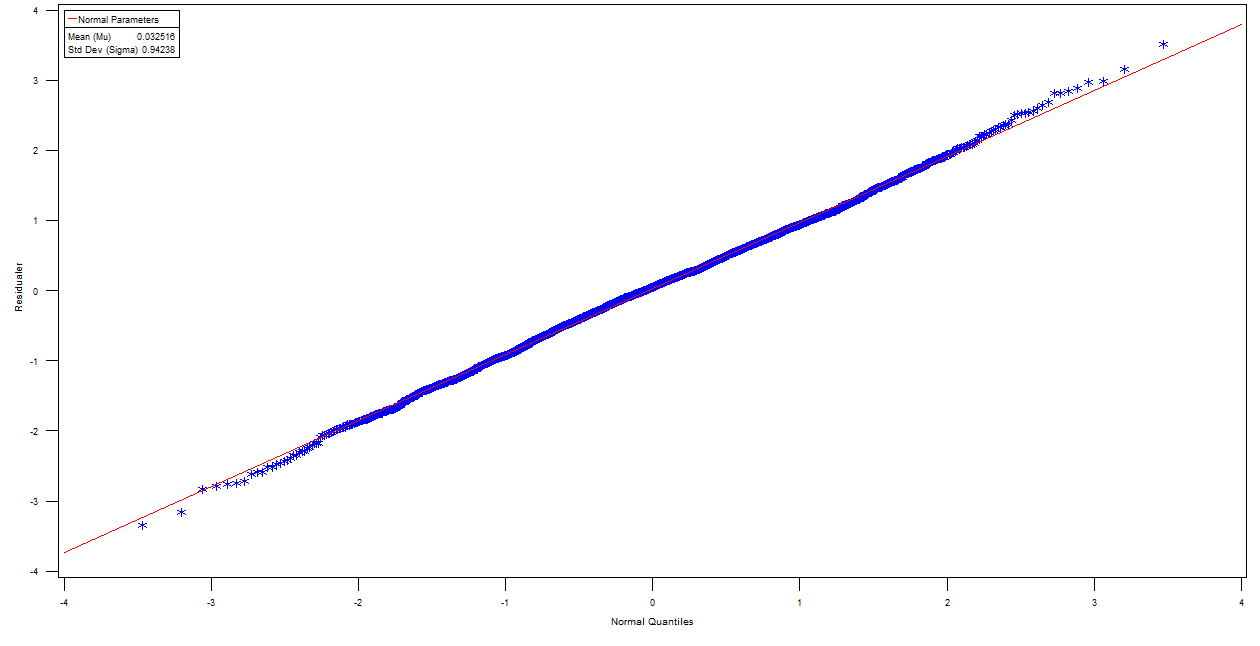 Normal Parameters
Mean (Mu) 0.032516
Std Dev (Sigma) 0.94238
4
3
2
1
0
-1
-2
-3
-4
Residualer
-4 -3 -2 -1 0 1 2 3 4
Normal Quantiles